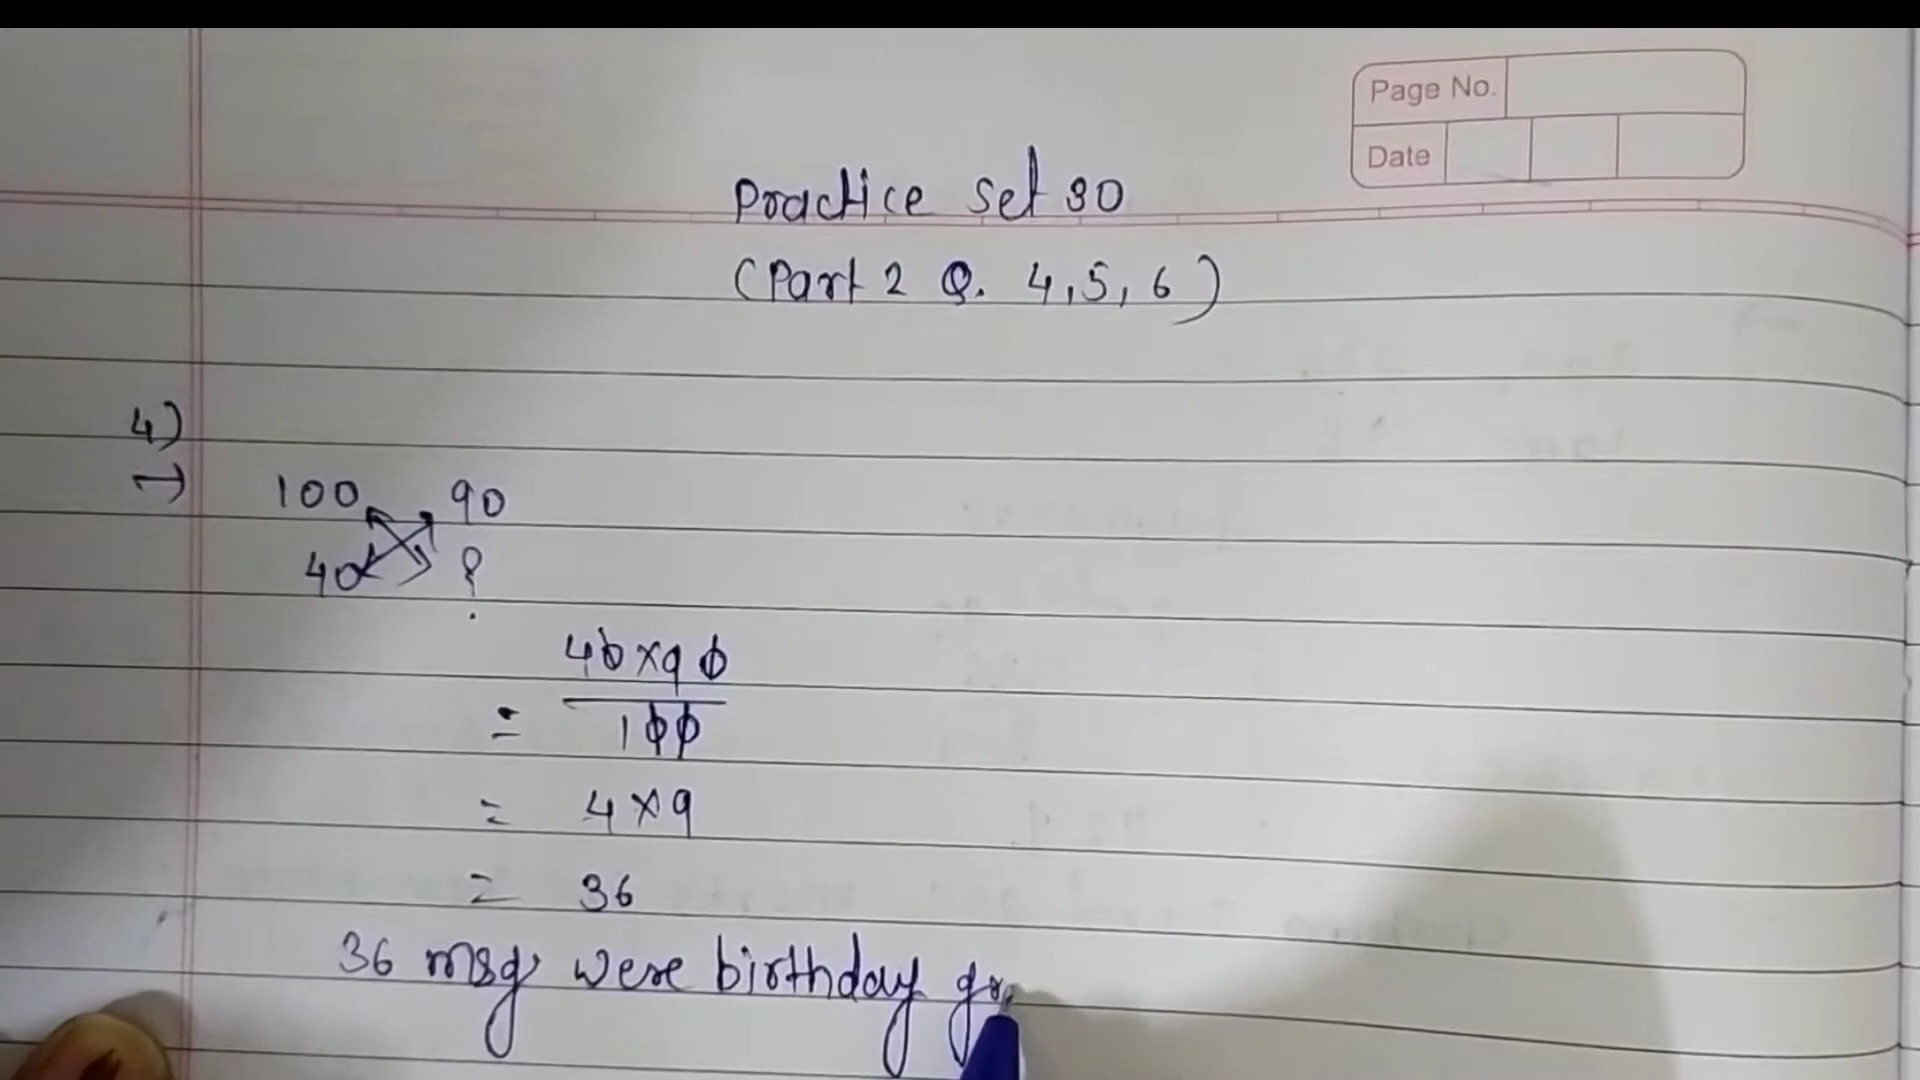 Page No.
Date
Practice Set 30
(Part 2 Q. 4, 5, 6)
4)
→ 100 90
40 ?
= 40 x 90
100
= 4 x 9
= 36
36 msg were birthday gr